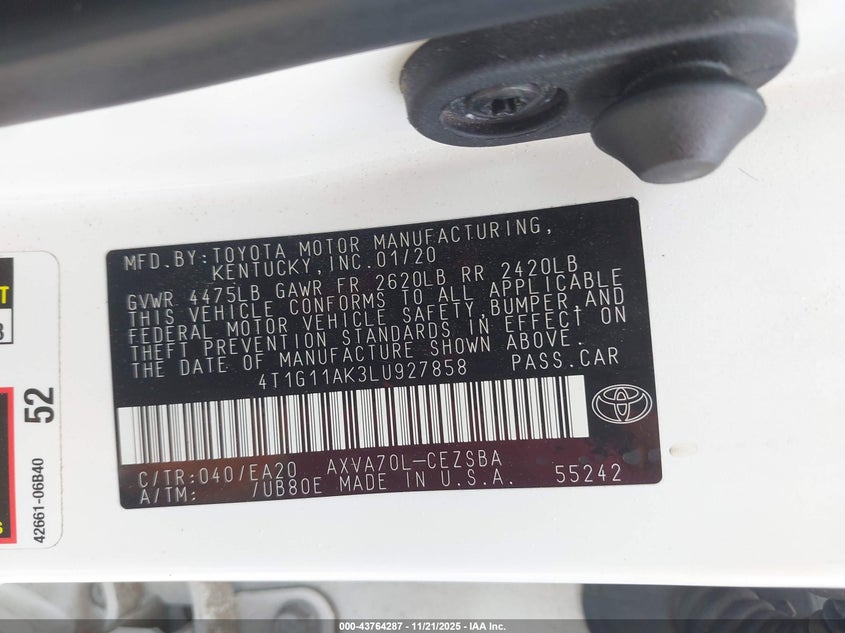 MFD.BY:TOYOTA MOTOR MANUFACTURING,
KENTUCKY,INC.01/20
GVWR 4475LB GAWR FR 2620LB RR 2420LB
THIS VEHICLE CONFORMS TO ALL APPLICABLE
FEDERAL MOTOR VEHICLE SAFETY,BUMPER,AND
THEFT PREVENTION STANDARDS IN EFFECT ON
THE DATE OF MANUFACTURE SHOWN ABOVE.
4T1G11AK3LU927858 PASS.CAR
C/TR:040/EA20 AXVA70L-CEZSBA
A/TM: /UB80E MADE IN U.S.A. 55242
52
42661-06B40
000-43764287 - 11/21/2025 - IAA Inc.